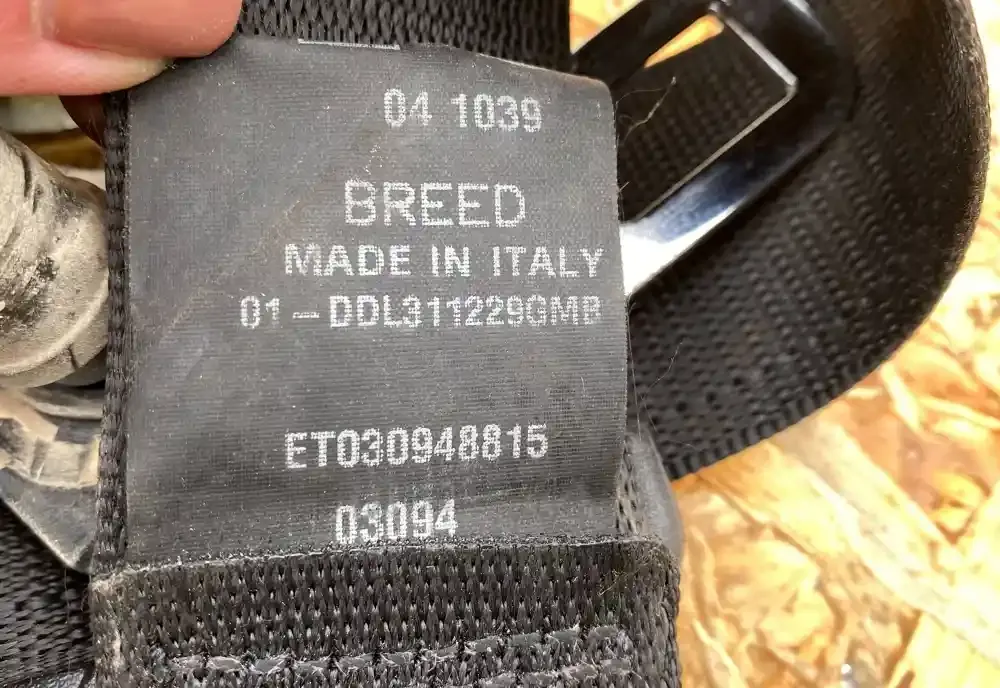 04 1039
BREED
MADE IN ITALY
01-DDL311229GMB
ET030948815
03094